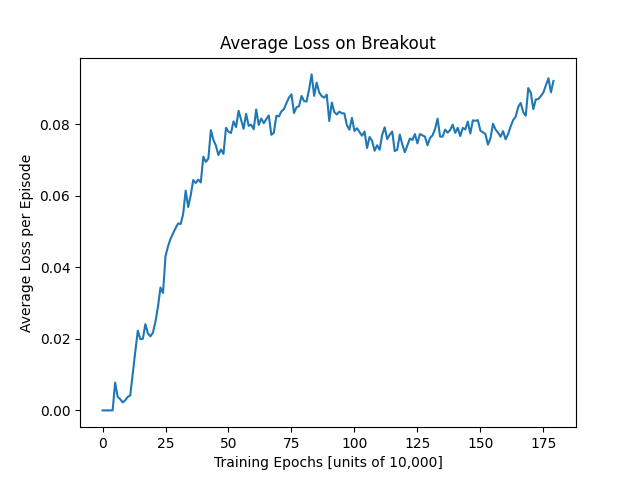 Average Loss on Breakout
Average Loss per Episode
0.08
0.06
0.04
0.02
0.00
0 25 50 75 100 125 150 175
Training Epochs [units of 10,000]